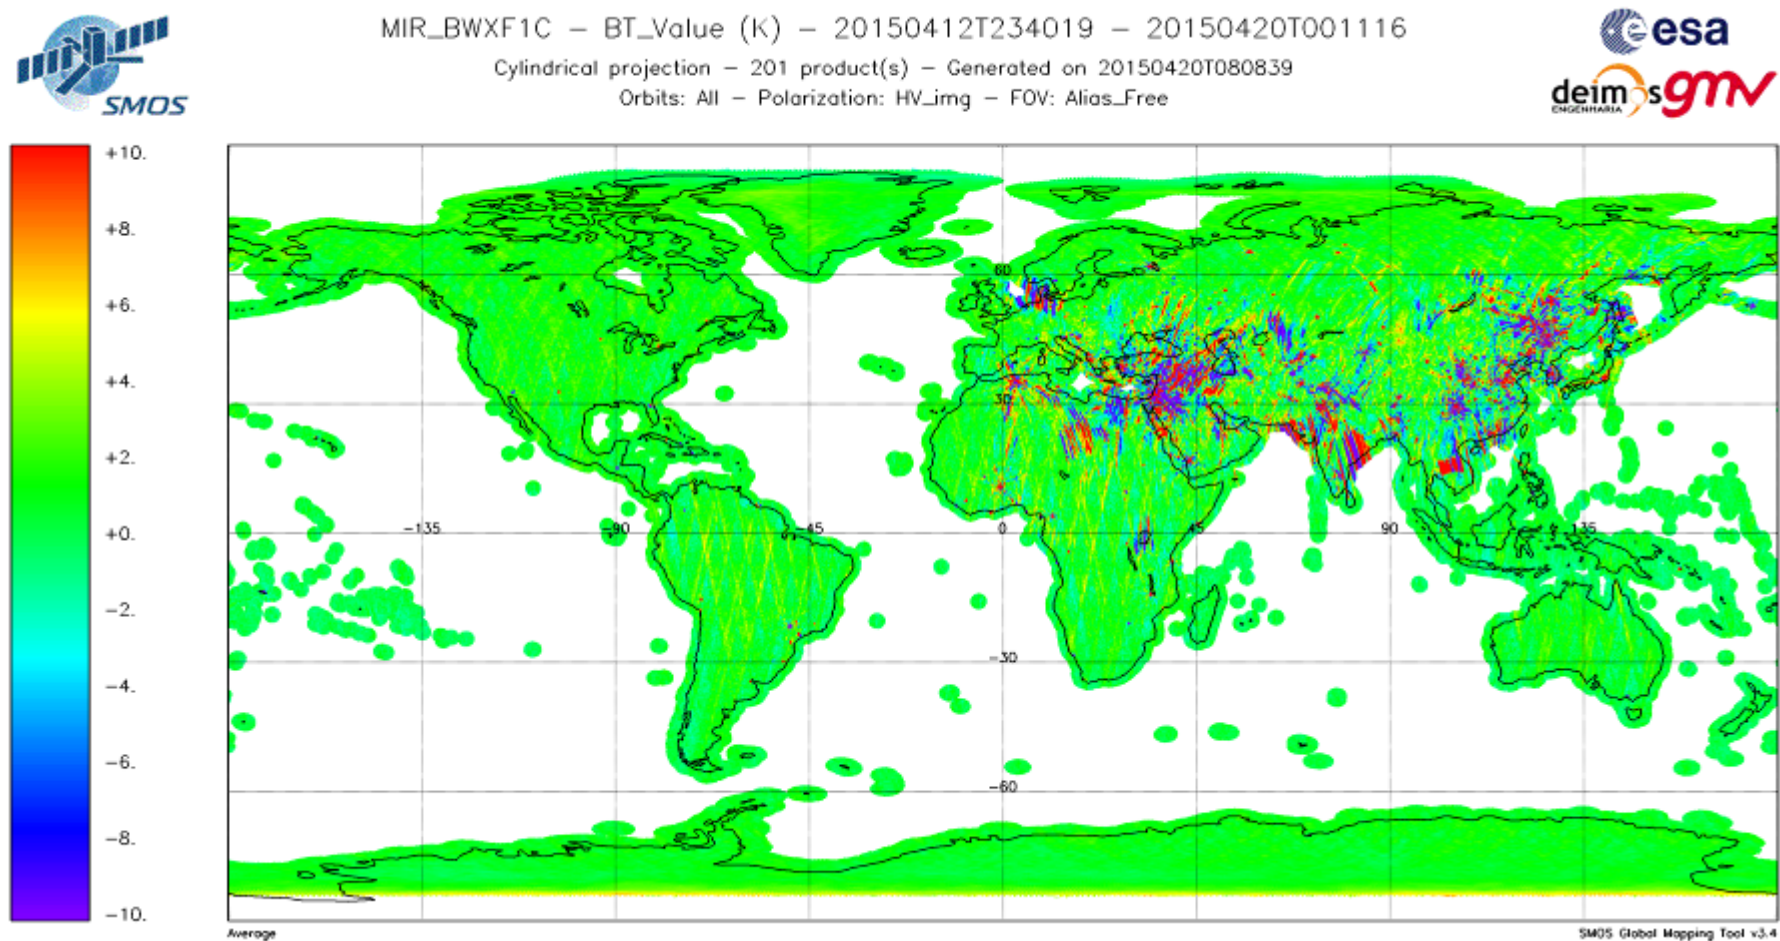 SMOS
MIR_BWXF1C – BT_Value (K) – 20150412T234019 – 20150420T001116
Cylindrical projection – 201 product(s) – Generated on 20150420T080839
Orbits: All – Polarization: HV_img – FOV: Alias_Free
esa
deimos
ENGENHARIA
gmv
+10.
+8.
+6.
+4.
+2.
+0.
−2.
−4.
−6.
−8.
−10.
60
30
−135
−90
−45
0
45
90
90
135
−30
−60
Average
SMOS Global Mapping Tool v3.4